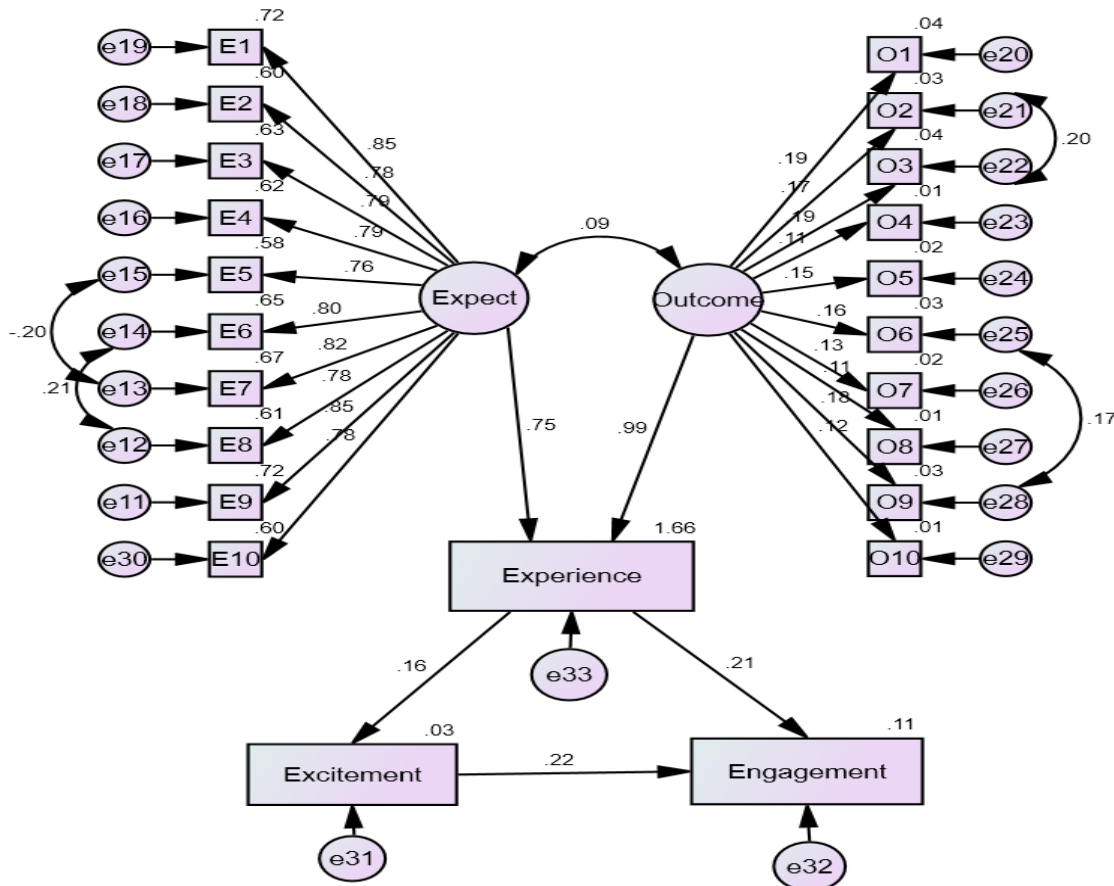 .72
e19 E1
.60
e18 E2
.63
e17 E3
.62
e16 E4
.58
e15 E5
.65
e14 E6
.67
e13 E7
.61
e12 E8
.72
e11 E9
.60
e30 E10
-.20
.21
.85
.78
.79
.79
.76
.80
.82
.78
.85
.78
Expect
.09
Outcome
.04
O1 e20
.03
O2 e21
.04
O3 e22
.01
O4 e23
.02
O5 e24
.03
O6 e25
.02
O7 e26
.01
O8 e27
.03
O9 e28
.01
O10 e29
.20
.17
.19
.17
.19
.11
.15
.16
.13
.11
.18
.12
.75
.99
1.66
Experience
e33
.16
.21
.03
Excitement
.22
.11
Engagement
e31
e32